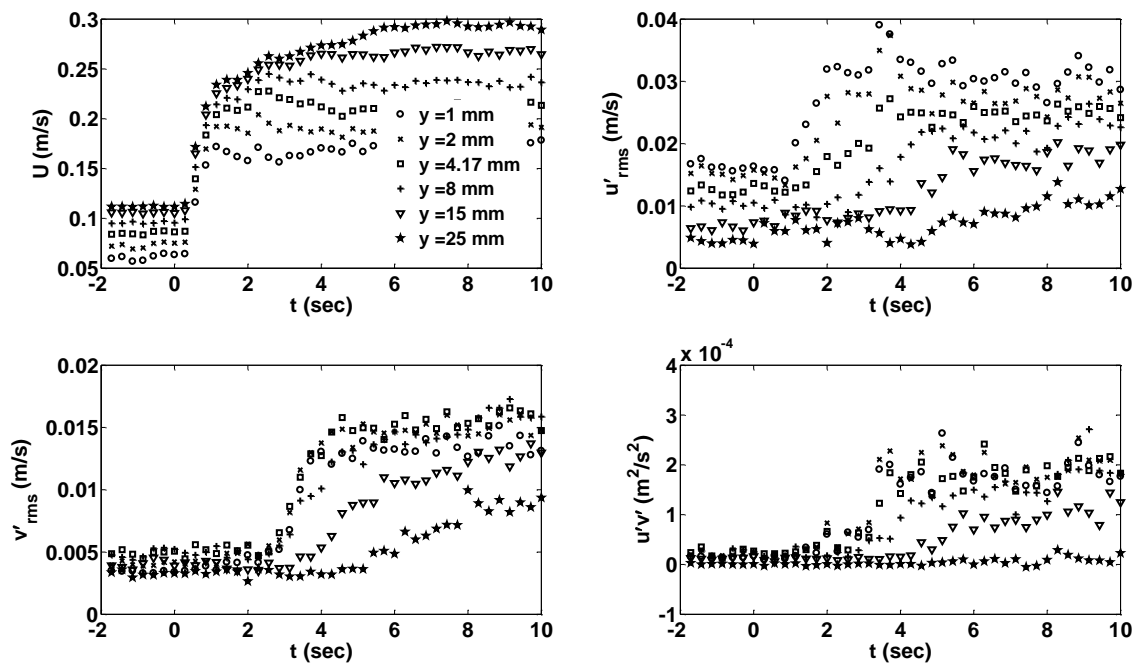 0.3
0.25
0.2
0.15
0.1
0.05
U (m/s)
-2 0 2 4 6 8 10
t (sec)
y =1 mm
y =2 mm
y =4.17 mm
y =8 mm
y =15 mm
y =25 mm
0.04
0.03
0.02
0.01
0
u'rms (m/s)
-2 0 2 4 6 8 10
t (sec)
0.02
0.015
0.01
0.005
0
v'rms (m/s)
-2 0 2 4 6 8 10
t (sec)
x 10^-4
4
3
2
1
0
-1
u'v' (m²/s²)
-2 0 2 4 6 8 10
t (sec)